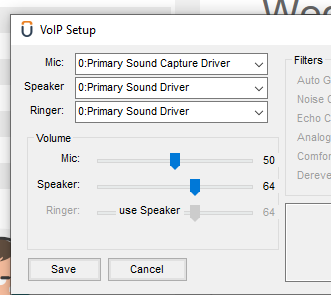 VoIP Setup
Mic: 0:Primary Sound Capture Driver
Speaker 0:Primary Sound Driver
Ringer: 0:Primary Sound Driver
Volume
Mic: 50
Speaker: 64
Ringer: use Speaker 64
Save Cancel
Filters
Auto G
Noise C
Echo C
Analog
Comfor
Dereve